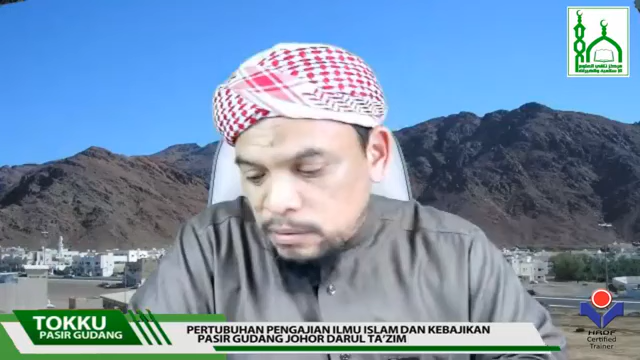 TOKKU
PASIR GUDANG
PERTUBUHAN PENGAJIAN ILMU ISLAM DAN KEBAJIKAN
PASIR GUDANG JOHOR DARUL TA'ZIM
HRDF
Certified
Trainer